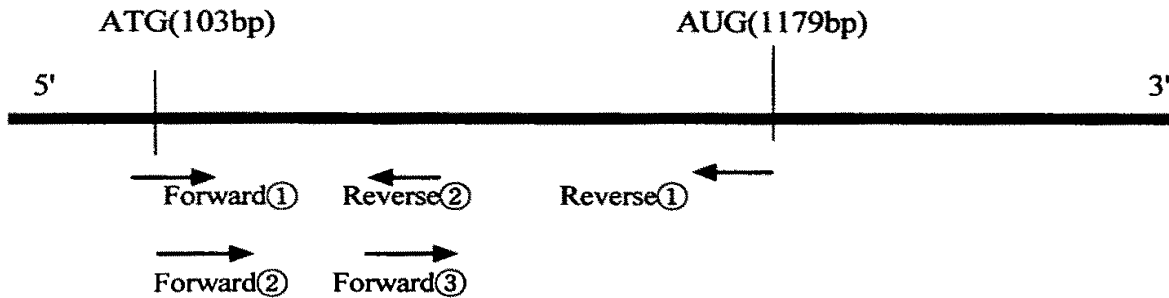 ATG(103bp) AUG(1179bp)
5' 3'
Forward① Reverse② Reverse①
Forward② Forward③